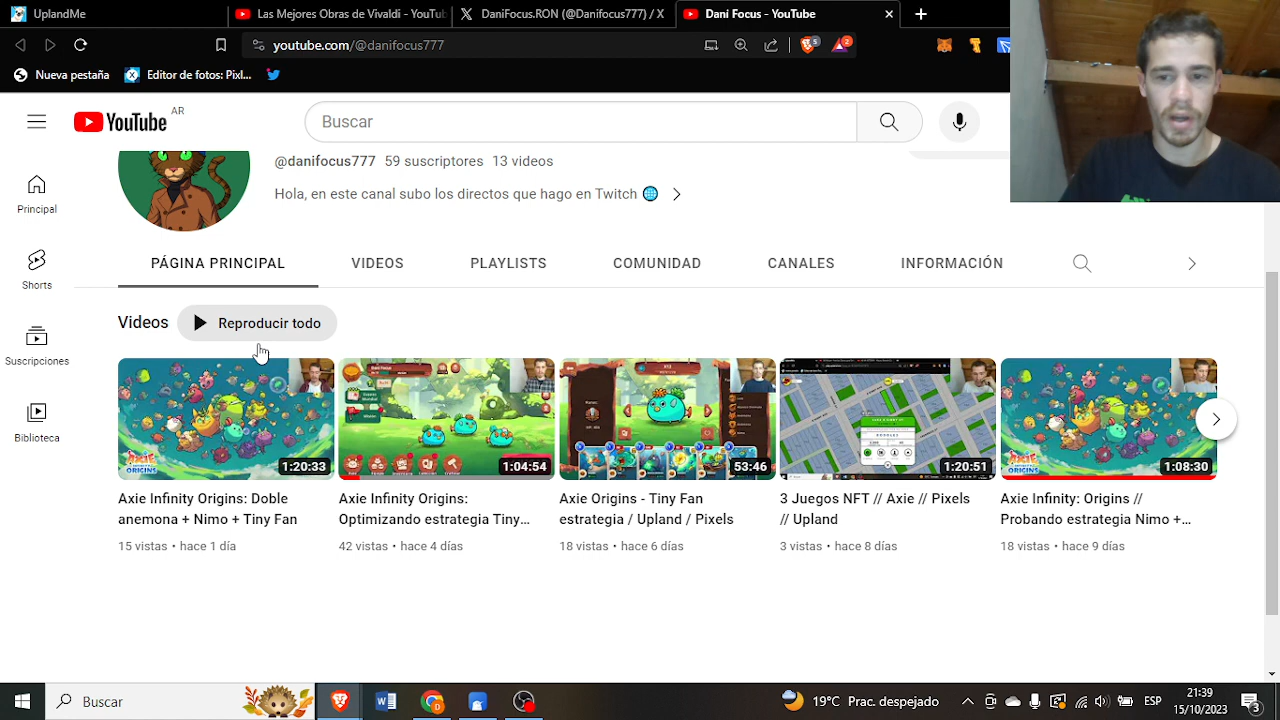 UplandMe
Las Mejores Obras de Vivaldi - YouTub
DaniFocus.RON (@Danifocus777) / X
Dani Focus - YouTube
youtube.com/@danifocus777
5
2
Nueva pestaña
Editor de fotos: Pixl...
YouTube AR
Buscar
@danifocus777 59 suscriptores 13 videos
Hola, en este canal subo los directos que hago en Twitch
Principal
Shorts
Suscripciones
Biblioteca
PÁGINA PRINCIPAL VIDEOS PLAYLISTS COMUNIDAD CANALES INFORMACIÓN
Videos Reproducir todo
1:20:33
1:04:54
53:46
1:20:51
1:08:30
Axie Infinity Origins: Doble
anemona + Nimo + Tiny Fan
15 vistas • hace 1 día
Axie Infinity Origins:
Optimizando estrategia Tiny...
42 vistas • hace 4 días
Axie Origins - Tiny Fan
estrategia / Upland / Pixels
18 vistas • hace 6 días
3 Juegos NFT // Axie // Pixels
// Upland
3 vistas • hace 8 días
Axie Infinity: Origins //
Probando estrategia Nimo +...
18 vistas • hace 9 días
Buscar
19°C Prac. despejado
ESP
21:39
15/10/2023
3